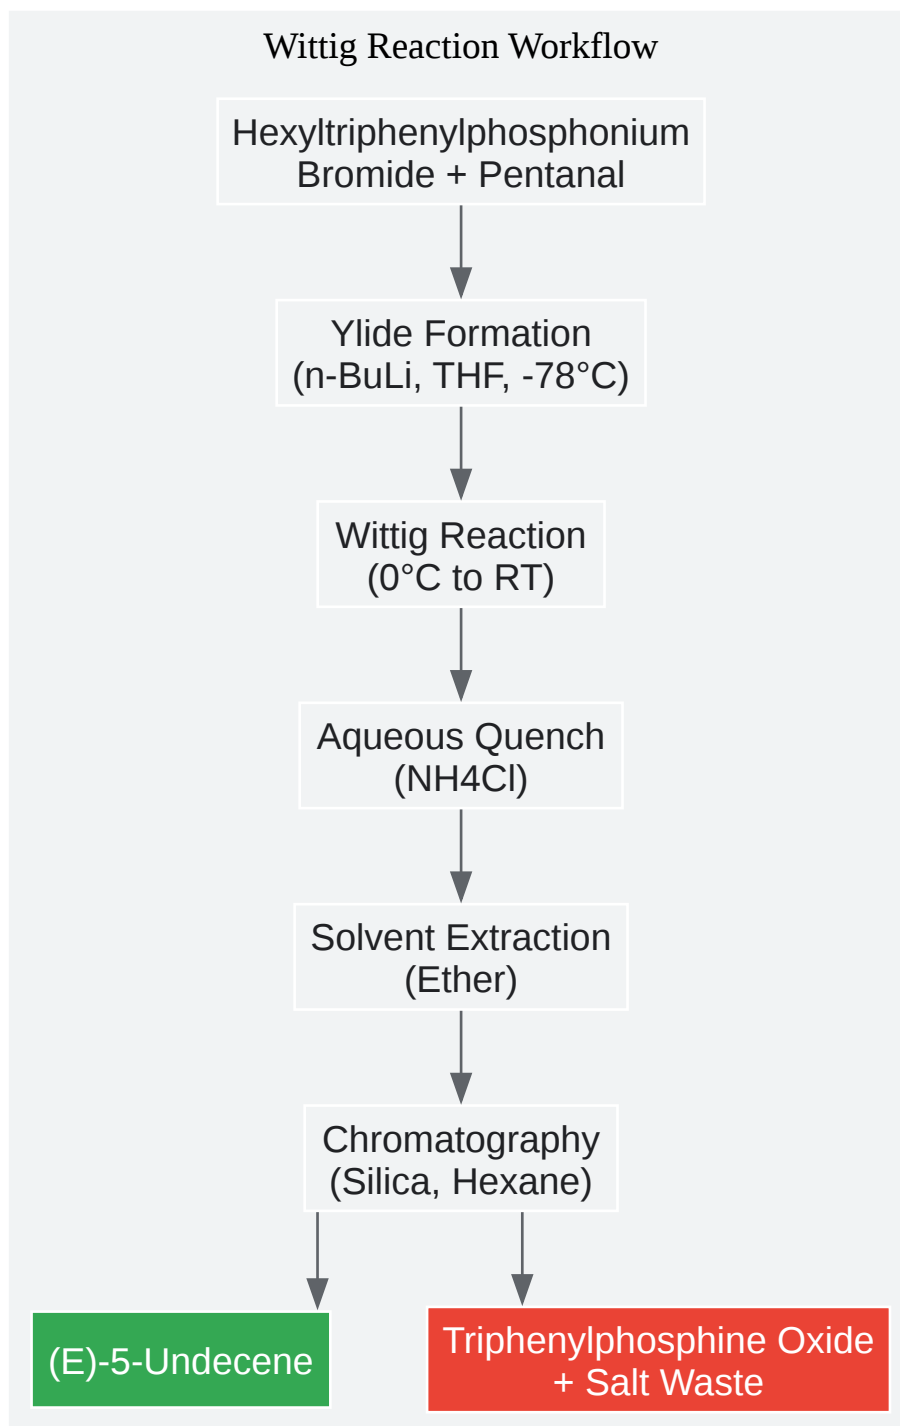 Wittig Reaction Workflow
Hexyltriphenylphosphonium
Bromide + Pentanal
Ylide Formation
(n-BuLi, THF, -78°C)
Wittig Reaction
(0°C to RT)
Aqueous Quench
(NH4Cl)
Solvent Extraction
(Ether)
Chromatography
(Silica, Hexane)
(E)-5-Undecene
Triphenylphosphine Oxide
+ Salt Waste